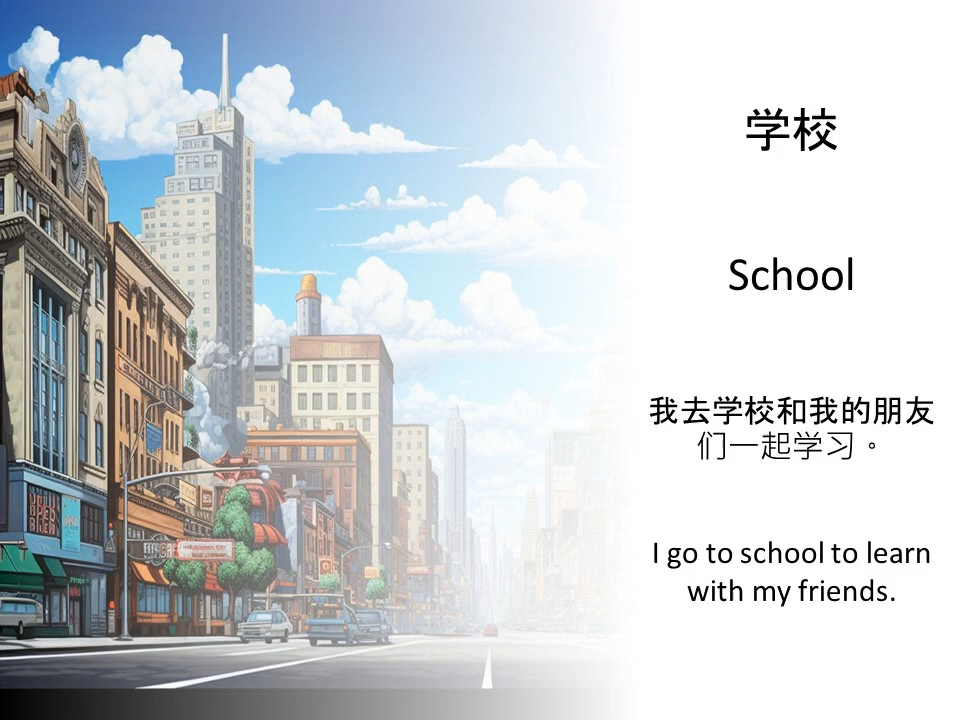 学校
School
我去学校和我的朋友
们一起学习。
I go to school to learn
with my friends.